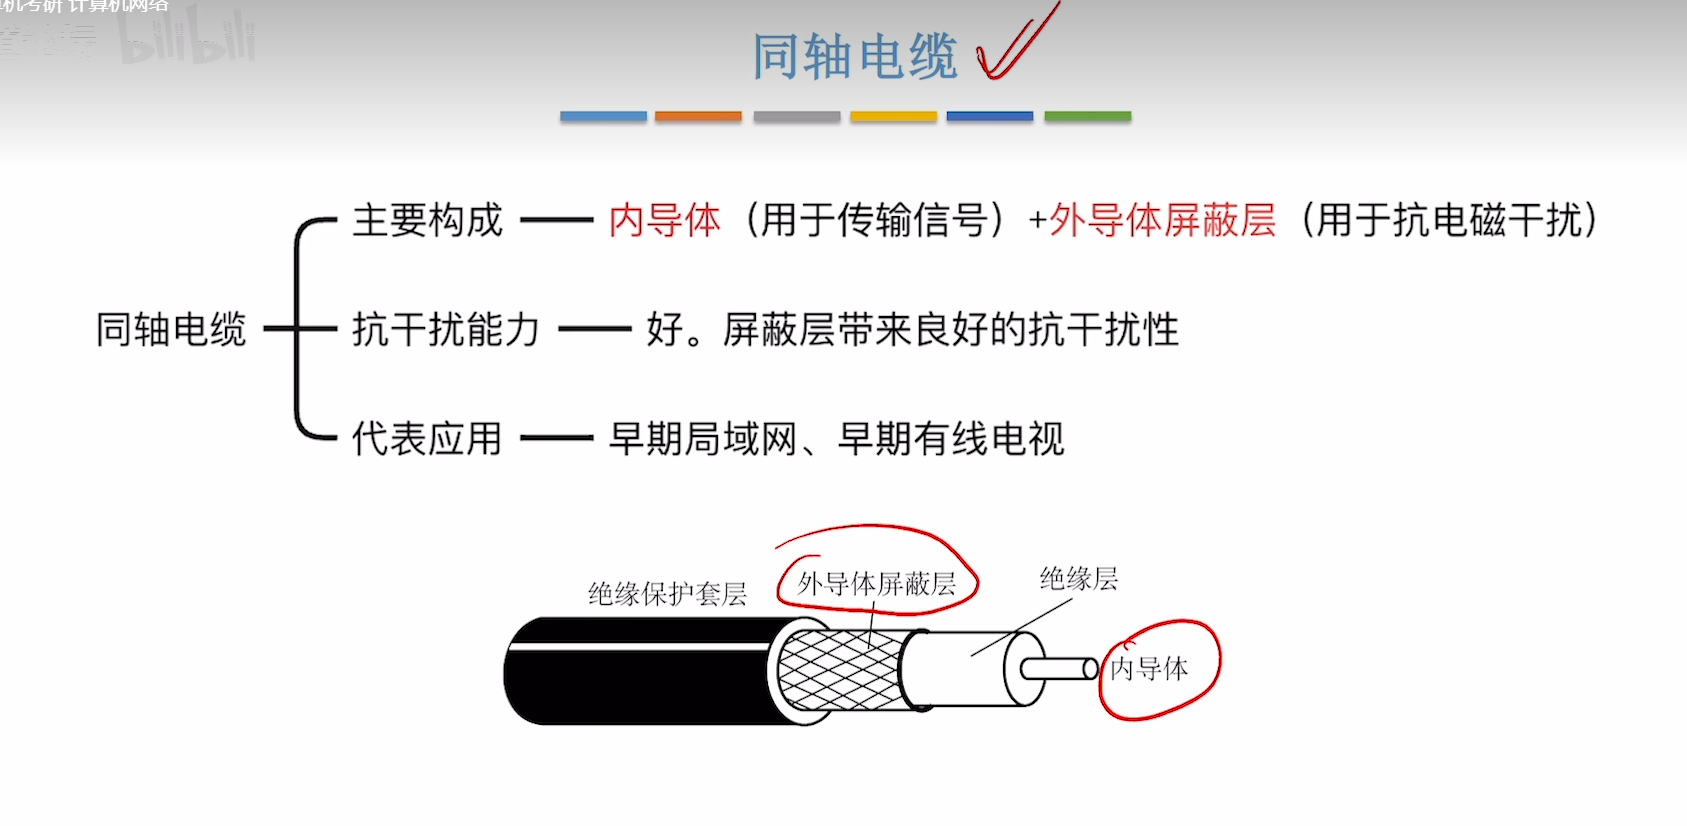 机考研 计算机网络
bilibili
同轴电缆
主要构成 内导体（用于传输信号）+外导体屏蔽层（用于抗电磁干扰）
同轴电缆
抗干扰能力 好。屏蔽层带来良好的抗干扰性
代表应用 早期局域网、早期有线电视
绝缘保护套层
外导体屏蔽层
绝缘层
内导体